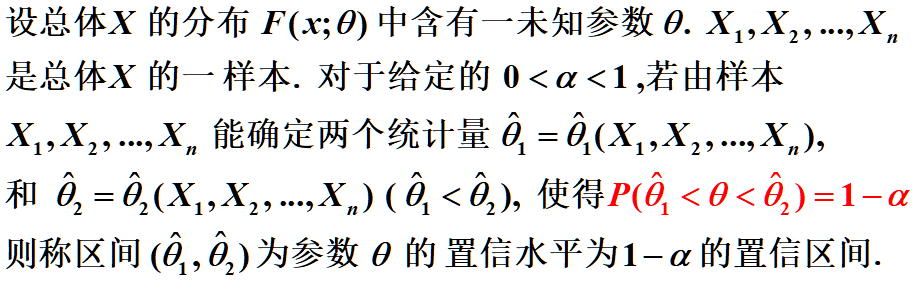 设总体X 的分布 F(x;θ) 中含有一未知参数 θ. X₁,X₂,...,Xₙ
是总体X 的一 样本. 对于给定的 0<α<1,若由样本
X₁,X₂,...,Xₙ 能确定两个统计量 θ̂₁=θ̂₁(X₁,X₂,...,Xₙ),
和 θ̂₂=θ̂₂(X₁,X₂,...,Xₙ) (θ̂₁<θ̂₂), 使得P(θ̂₁<θ<θ̂₂)=1−α
则称区间 (θ̂₁,θ̂₂)为参数 θ 的 置信水平为1−α 的置信区间.